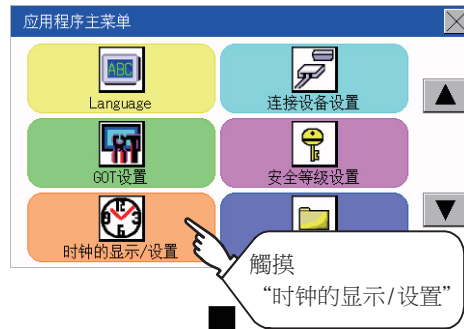 应用程序主菜单
ABC
Language
连接设备设置
GOT设置
安全等级设置
时钟的显示/设置
觸摸
“时钟的显示/设置”